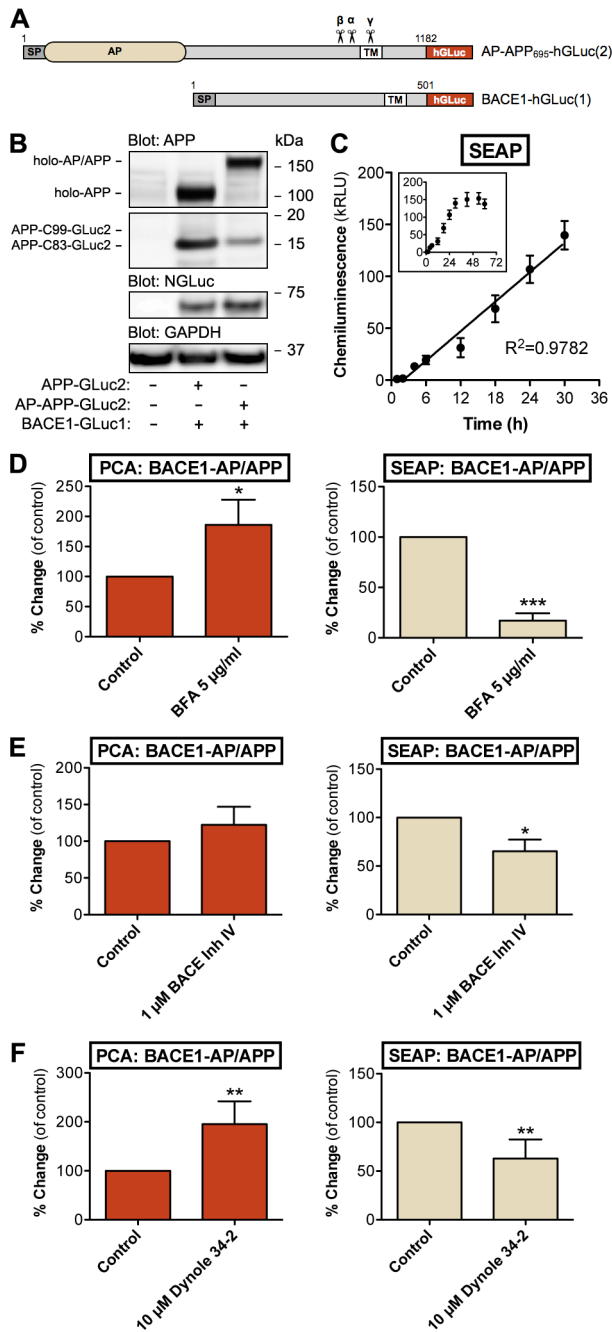 A
β α γ
1 1182
SP AP TM hGLuc AP-APP695-hGLuc(2)
1 501
SP TM hGLuc BACE1-hGLuc(1)
B
Blot: APP kDa
holo-AP/APP – – 150
holo-APP – – 100
20
APP-C99-GLuc2 –
APP-C83-GLuc2 – – 15
Blot: NGLuc 75
Blot: GAPDH
– 37
APP-GLuc2: – + –
AP-APP-GLuc2: – – +
BACE1-GLuc1: – + +
C
SEAP
Chemiluminescence (kRLU)
200
150
100
50
0
150
100
50
0
0 24 48 72
R²=0.9782
0 6 12 18 24 30 36
Time (h)
D
PCA: BACE1-AP/APP
% Change (of control)
250
200
150
100
50
0
*
Control
BFA 5 µg/ml
SEAP: BACE1-AP/APP
% Change (of control)
150
100
50
0
***
Control
BFA 5 µg/ml
E
PCA: BACE1-AP/APP
% Change (of control)
200
150
100
50
0
Control
1 µM BACE Inh IV
SEAP: BACE1-AP/APP
% Change (of control)
150
100
50
0
*
Control
1 µM BACE Inh IV
F
PCA: BACE1-AP/APP
% Change (of control)
300
200
100
0
**
Control
10 µM Dynole 34-2
SEAP: BACE1-AP/APP
% Change (of control)
150
100
50
0
**
Control
10 µM Dynole 34-2